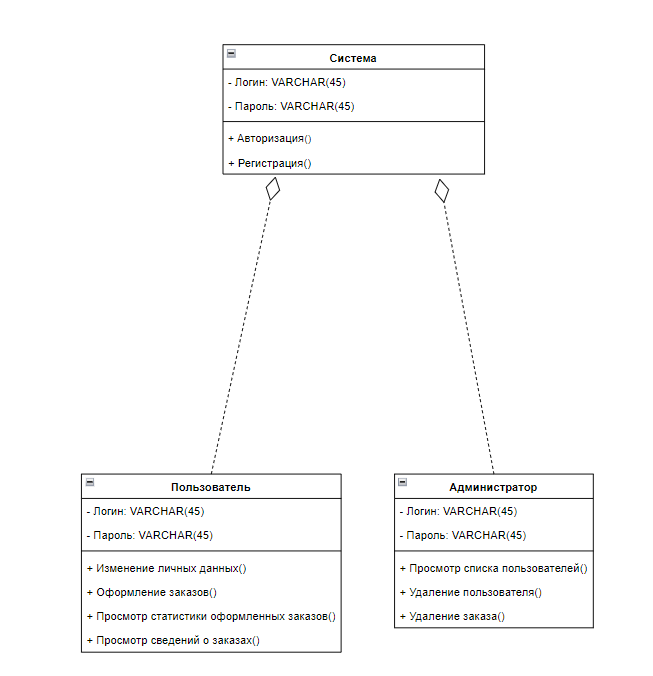 Система
- Логин: VARCHAR(45)
- Пароль: VARCHAR(45)
+ Авторизация()
+ Регистрация()
Пользователь
- Логин: VARCHAR(45)
- Пароль: VARCHAR(45)
+ Изменение личных данных()
+ Оформление заказов()
+ Просмотр статистики оформленных заказов()
+ Просмотр сведений о заказах()
Администратор
- Логин: VARCHAR(45)
- Пароль: VARCHAR(45)
+ Просмотр списка пользователей()
+ Удаление пользователя()
+ Удаление заказа()